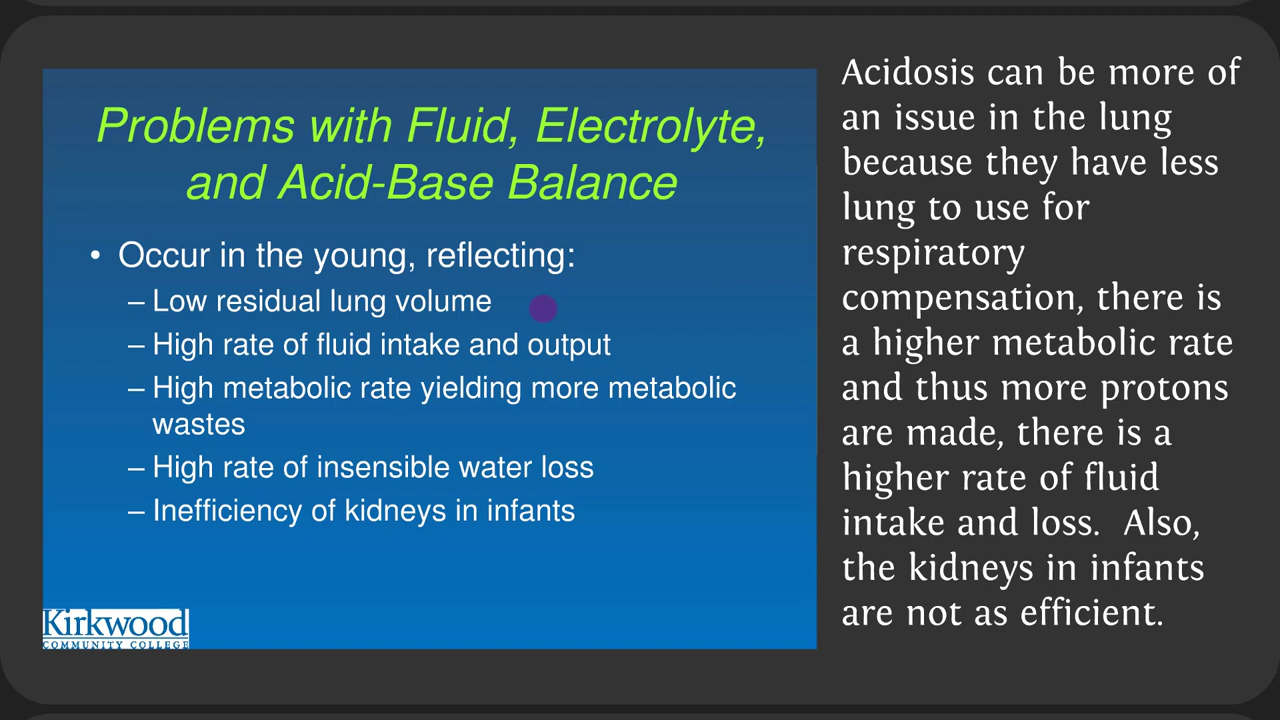 Problems with Fluid, Electrolyte,
and Acid-Base Balance
• Occur in the young, reflecting:
– Low residual lung volume
– High rate of fluid intake and output
– High metabolic rate yielding more metabolic
wastes
– High rate of insensible water loss
– Inefficiency of kidneys in infants
Kirkwood
COMMUNITY COLLEGE
Acidosis can be more of
an issue in the lung
because they have less
lung to use for
respiratory
compensation, there is
a higher metabolic rate
and thus more protons
are made, there is a
higher rate of fluid
intake and loss.  Also,
the kidneys in infants
are not as efficient.